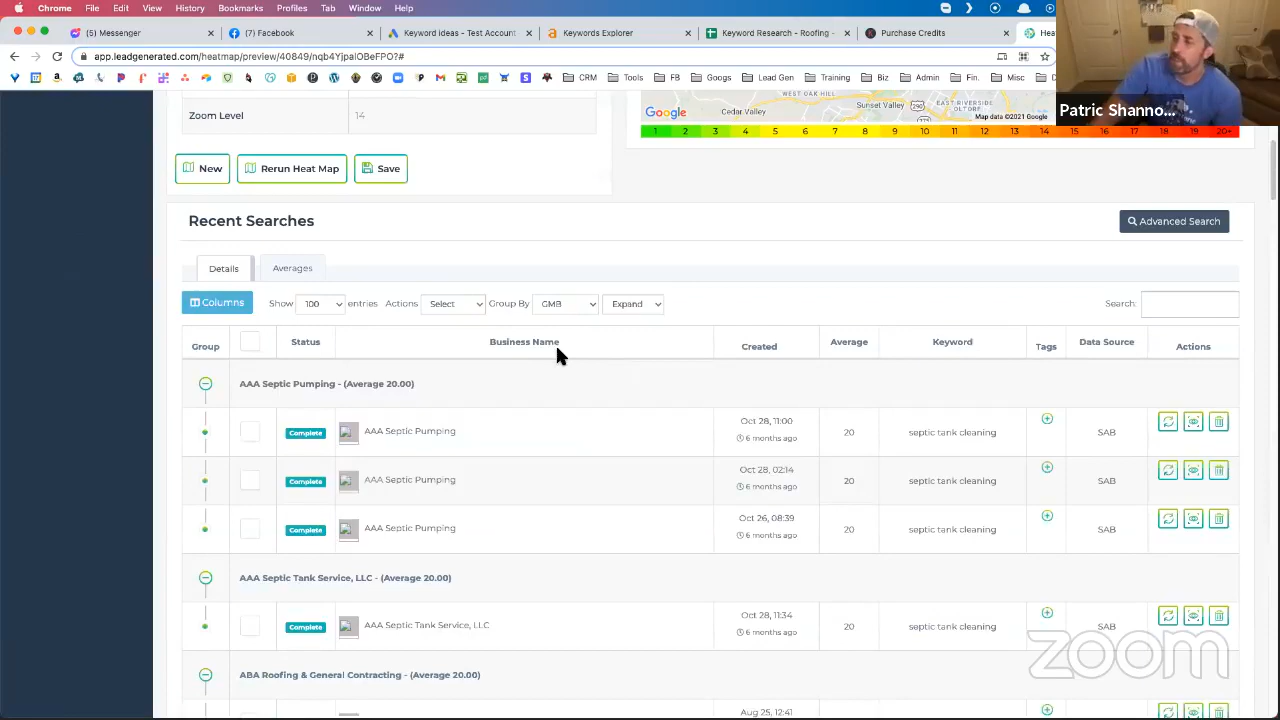 Chrome File Edit View History Bookmarks Profiles Tab Window Help
(5) Messenger × (7) Facebook × Keyword ideas - Test Account × Keywords Explorer × Keyword Research - Roofing - × Purchase Credits × Hea
app.leadgenerated.com/heatmap/preview/40849/nqb4YjpaIOBeFPO?#
CRM Tools FB Googs Lead Gen Training Biz Admin Fin. Misc
Patric Shanno...
WEST OAK HILL
EAST RIVERSIDE
OLTORF
Sunset Valley
290
Zoom Level 14
Google Cedar Valley Map data ©2021 Google
1 2 3 4 5 6 7 8 9 10 11 12 13 14 15 16 17 18 19 20+
New Rerun Heat Map Save
Recent Searches
Advanced Search
Details Averages
Columns Show 100 entries Actions Select Group By GMB Expand Search:
Group Status Business Name Created Average Keyword Tags Data Source Actions
AAA Septic Pumping - (Average 20.00)
Complete AAA Septic Pumping Oct 28, 11:00 6 months ago 20 septic tank cleaning SAB
Complete AAA Septic Pumping Oct 28, 02:14 6 months ago 20 septic tank cleaning SAB
Complete AAA Septic Pumping Oct 26, 08:39 6 months ago 20 septic tank cleaning SAB
AAA Septic Tank Service, LLC - (Average 20.00)
Complete AAA Septic Tank Service, LLC Oct 28, 11:34 6 months ago 20 septic tank cleaning SAB
zoom
ABA Roofing & General Contracting - (Average 20.00)
Aug 25, 12:41